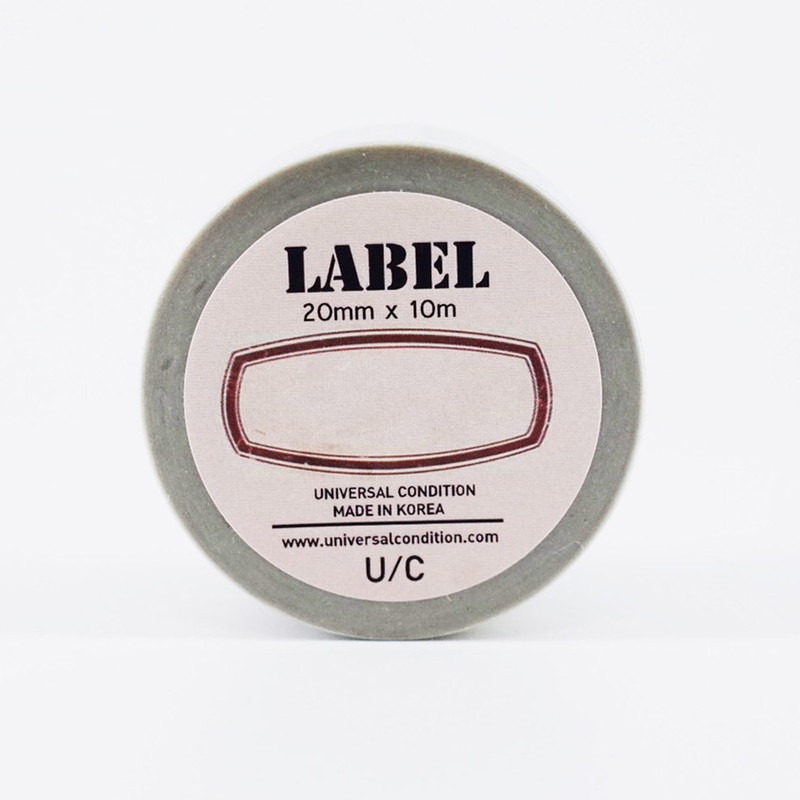 LABEL
20mm x 10m
UNIVERSAL CONDITION
MADE IN KOREA
www.universalcondition.com
U/C